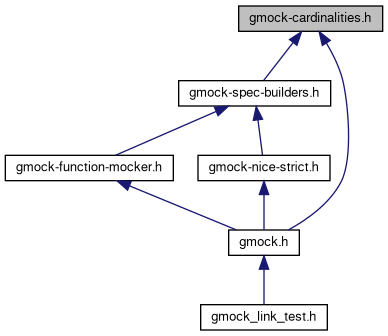 gmock-cardinalities.h
gmock-spec-builders.h
gmock-function-mocker.h
gmock-nice-strict.h
gmock.h
gmock_link_test.h